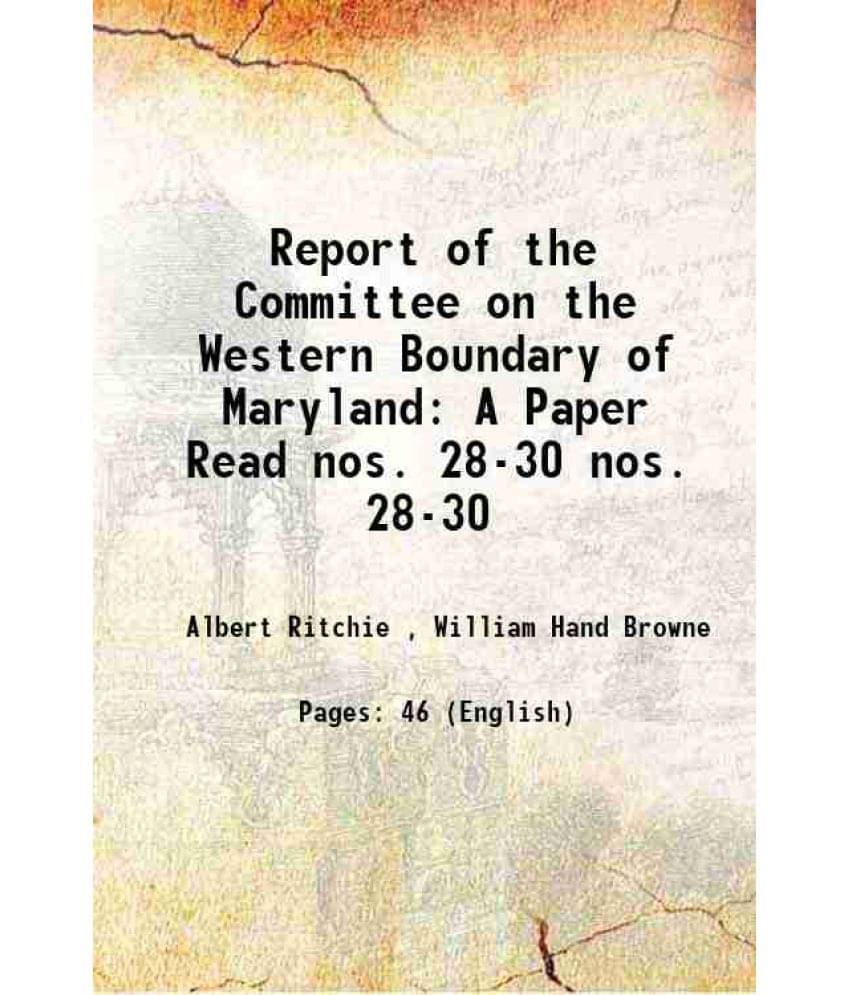 Report of the
Committee on the
Western Boundary of
Maryland: A Paper
Read nos. 28-30 nos.
28-30
Albert Ritchie , William Hand Browne
Pages: 46 (English)